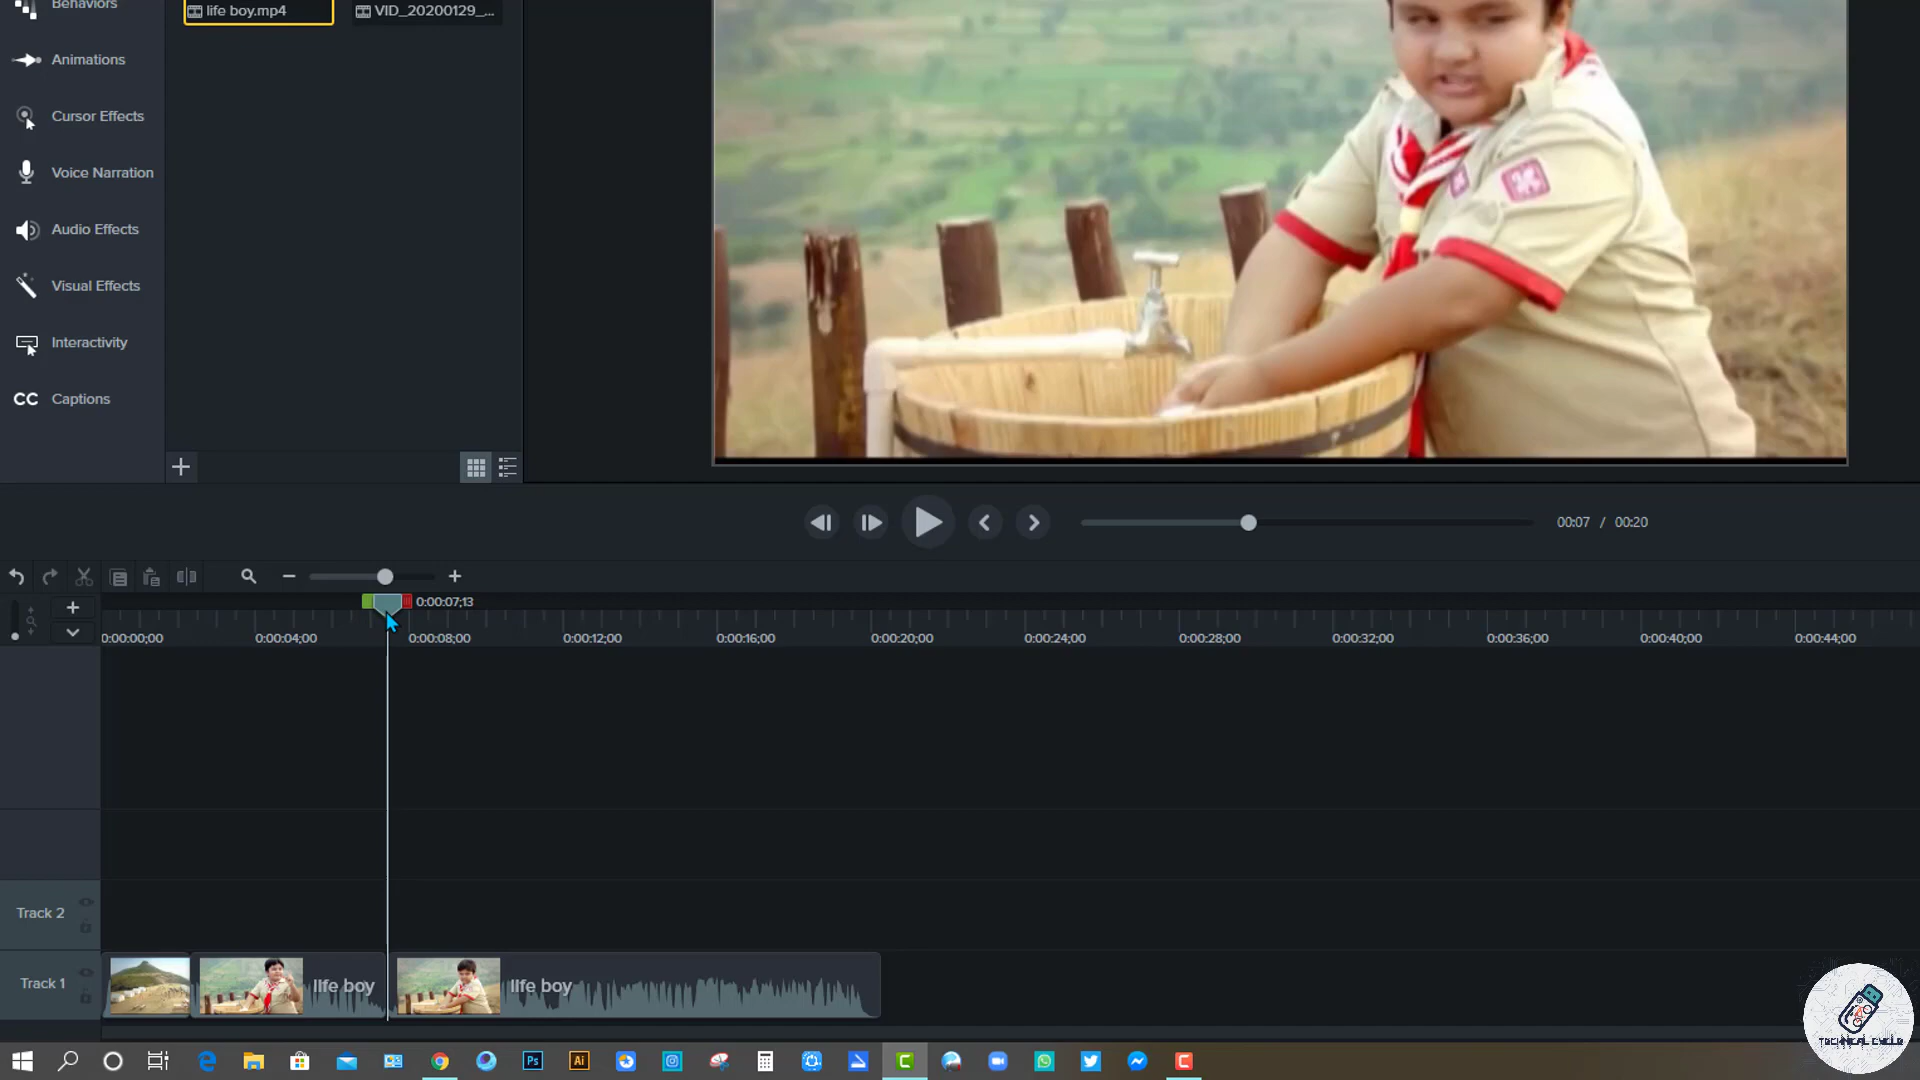 Behaviors
life boy.mp4
VID_20200129_...
Animations
Cursor Effects
Voice Narration
Audio Effects
Visual Effects
Interactivity
CC Captions
00:07 / 00:20
0:00:07;13
0:00:00;00
0:00:04;00
0:00:08;00
0:00:12;00
0:00:16;00
0:00:20;00
0:00:24;00
0:00:28;00
0:00:32;00
0:00:36;00
0:00:40;00
0:00:44;00
Track 2
Track 1
life boy
life boy
Ps
Ai
TECHNICAL CYCLO